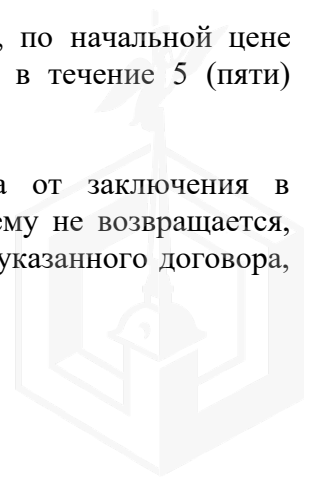 , по начальной цене
в течение 5 (пяти)
а от заключения в
ему не возвращается,
указанного договора,